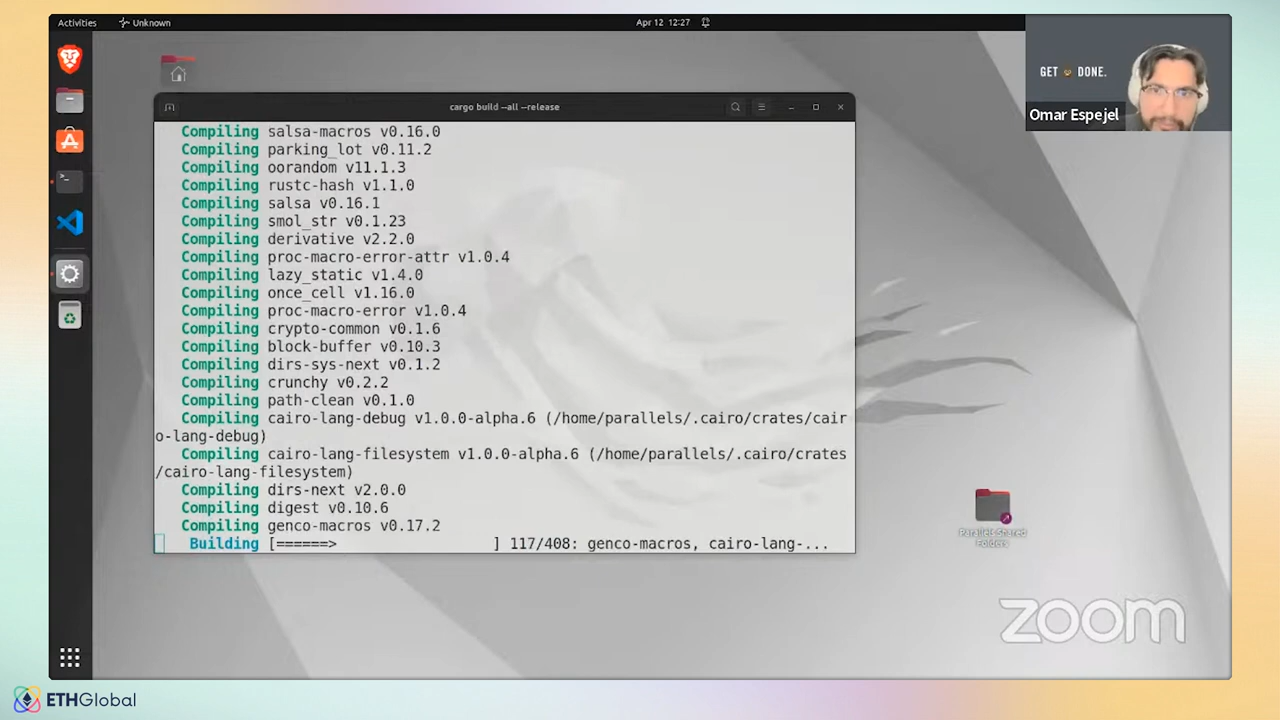 Activities
Unknown
Apr 12 12:27
GET DONE.
Omar Espejel
cargo build --all --release
Compiling salsa-macros v0.16.0
Compiling parking_lot v0.11.2
Compiling oorandom v11.1.3
Compiling rustc-hash v1.1.0
Compiling salsa v0.16.1
Compiling smol_str v0.1.23
Compiling derivative v2.2.0
Compiling proc-macro-error-attr v1.0.4
Compiling lazy_static v1.4.0
Compiling once_cell v1.16.0
Compiling proc-macro-error v1.0.4
Compiling crypto-common v0.1.6
Compiling block-buffer v0.10.3
Compiling dirs-sys-next v0.1.2
Compiling crunchy v0.2.2
Compiling path-clean v0.1.0
Compiling cairo-lang-debug v1.0.0-alpha.6 (/home/parallels/.cairo/crates/cair
o-lang-debug)
Compiling cairo-lang-filesystem v1.0.0-alpha.6 (/home/parallels/.cairo/crates
/cairo-lang-filesystem)
Compiling dirs-next v2.0.0
Compiling digest v0.10.6
Compiling genco-macros v0.17.2
Building [======> ] 117/408: genco-macros, cairo-lang-...
Parallels Shared
Folders
zoom
ETHGlobal